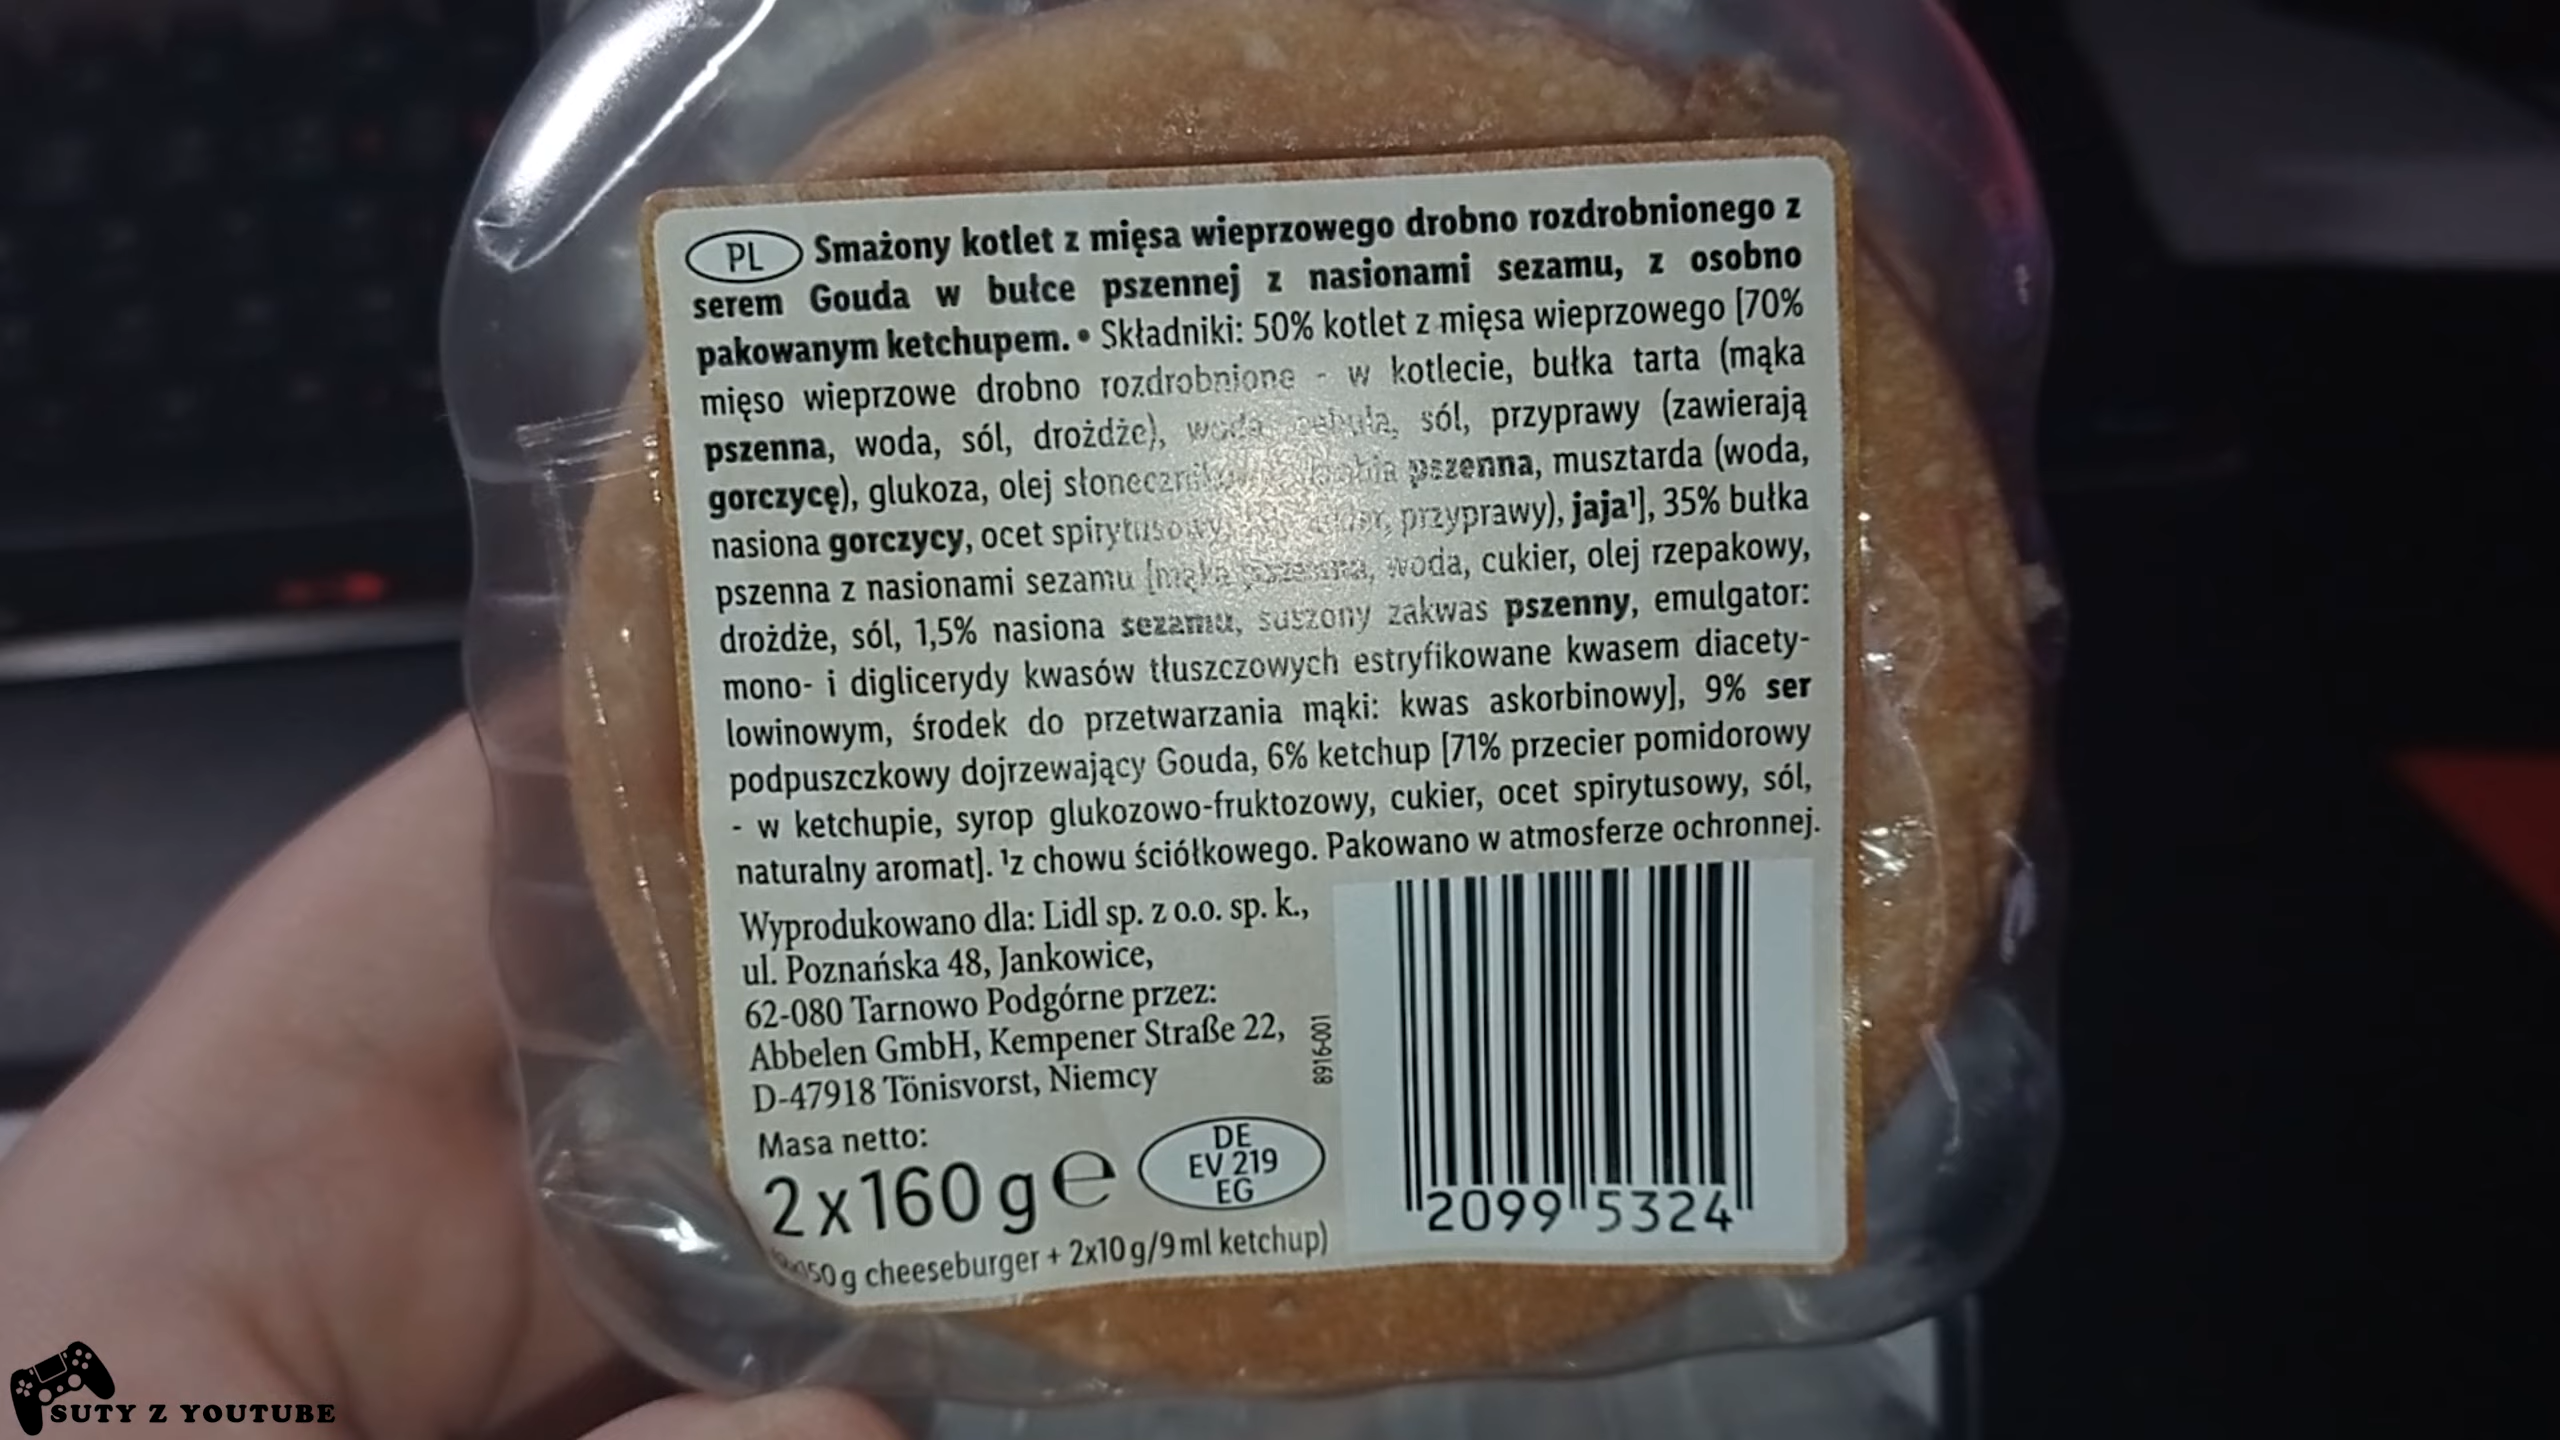 PL Smażony kotlet z mięsa wieprzowego drobno rozdrobnionego z
serem Gouda w bułce pszennej z nasionami sezamu, z osobno
pakowanym ketchupem. • Składniki: 50% kotlet z mięsa wieprzowego [70%
mięso wieprzowe drobno rozdrobnione - w kotlecie, bułka tarta (mąka
pszenna, woda, sól, drożdże), woda, cebula, sól, przyprawy (zawierają
gorczycę), glukoza, olej pszenna, musztarda (woda,
nasiona gorczycy, ocet spirytusowy, przyprawy), jaja¹], 35% bułka
pszenna z nasionami sezamu [mąka pszenna, woda, cukier, olej rzepakowy,
drożdże, sól, 1,5% nasiona sezamu, suszony zakwas pszenny, emulgator:
mono- i diglicerydy kwasów tłuszczowych estryfikowane kwasem diacety-
lowinowym, środek do przetwarzania mąki: kwas askorbinowy], 9% ser
podpuszczkowy dojrzewający Gouda, 6% ketchup [71% przecier pomidorowy
- w ketchupie, syrop glukozowo-fruktozowy, cukier, ocet spirytusowy, sól,
naturalny aromat]. ¹z chowu ściółkowego. Pakowano w atmosferze ochronnej.
Wyprodukowano dla: Lidl sp. z o.o. sp. k.,
ul. Poznańska 48, Jankowice,
62-080 Tarnowo Podgórne przez:
Abbelen GmbH, Kempener Straße 22,
D-47918 Tönisvorst, Niemcy
8916-001
Masa netto:
2x160 g e
DE
EV 219
EG
g cheeseburger + 2x10 g/9 ml ketchup)
2099 5324
SUTY Z YOUTUBE